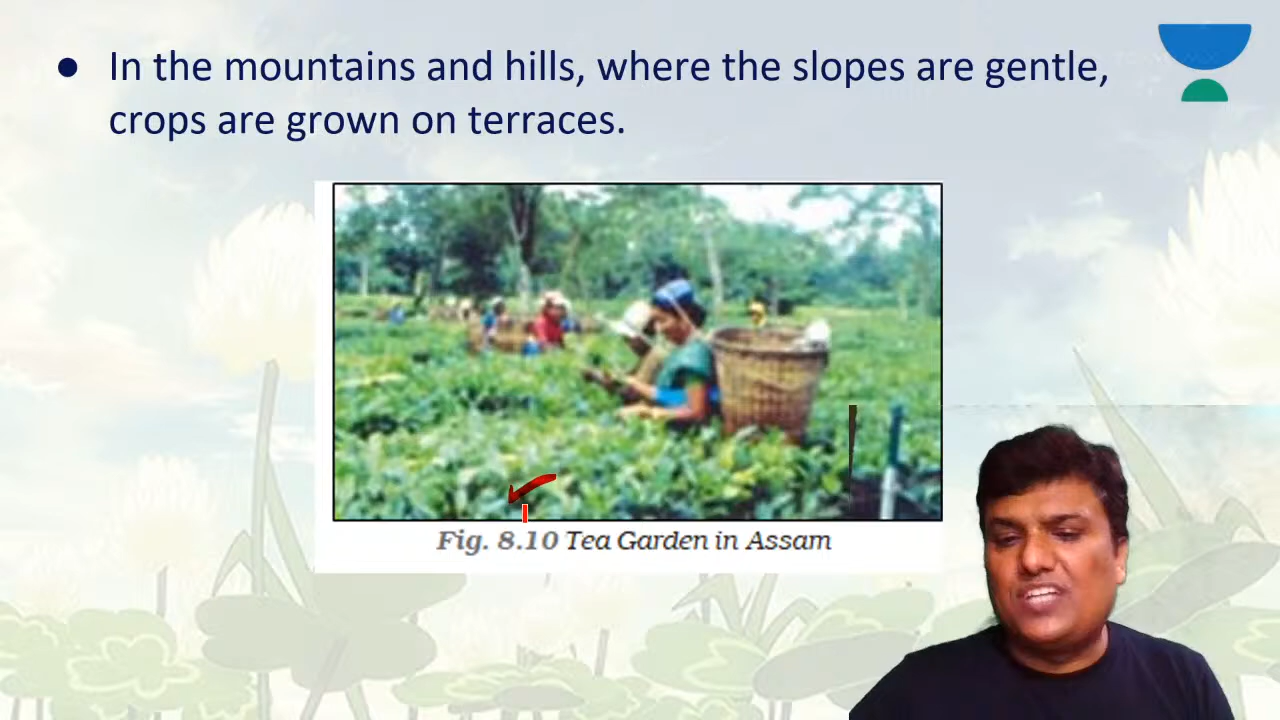 ● In the mountains and hills, where the slopes are gentle,
crops are grown on terraces.
Fig. 8.10 Tea Garden in Assam